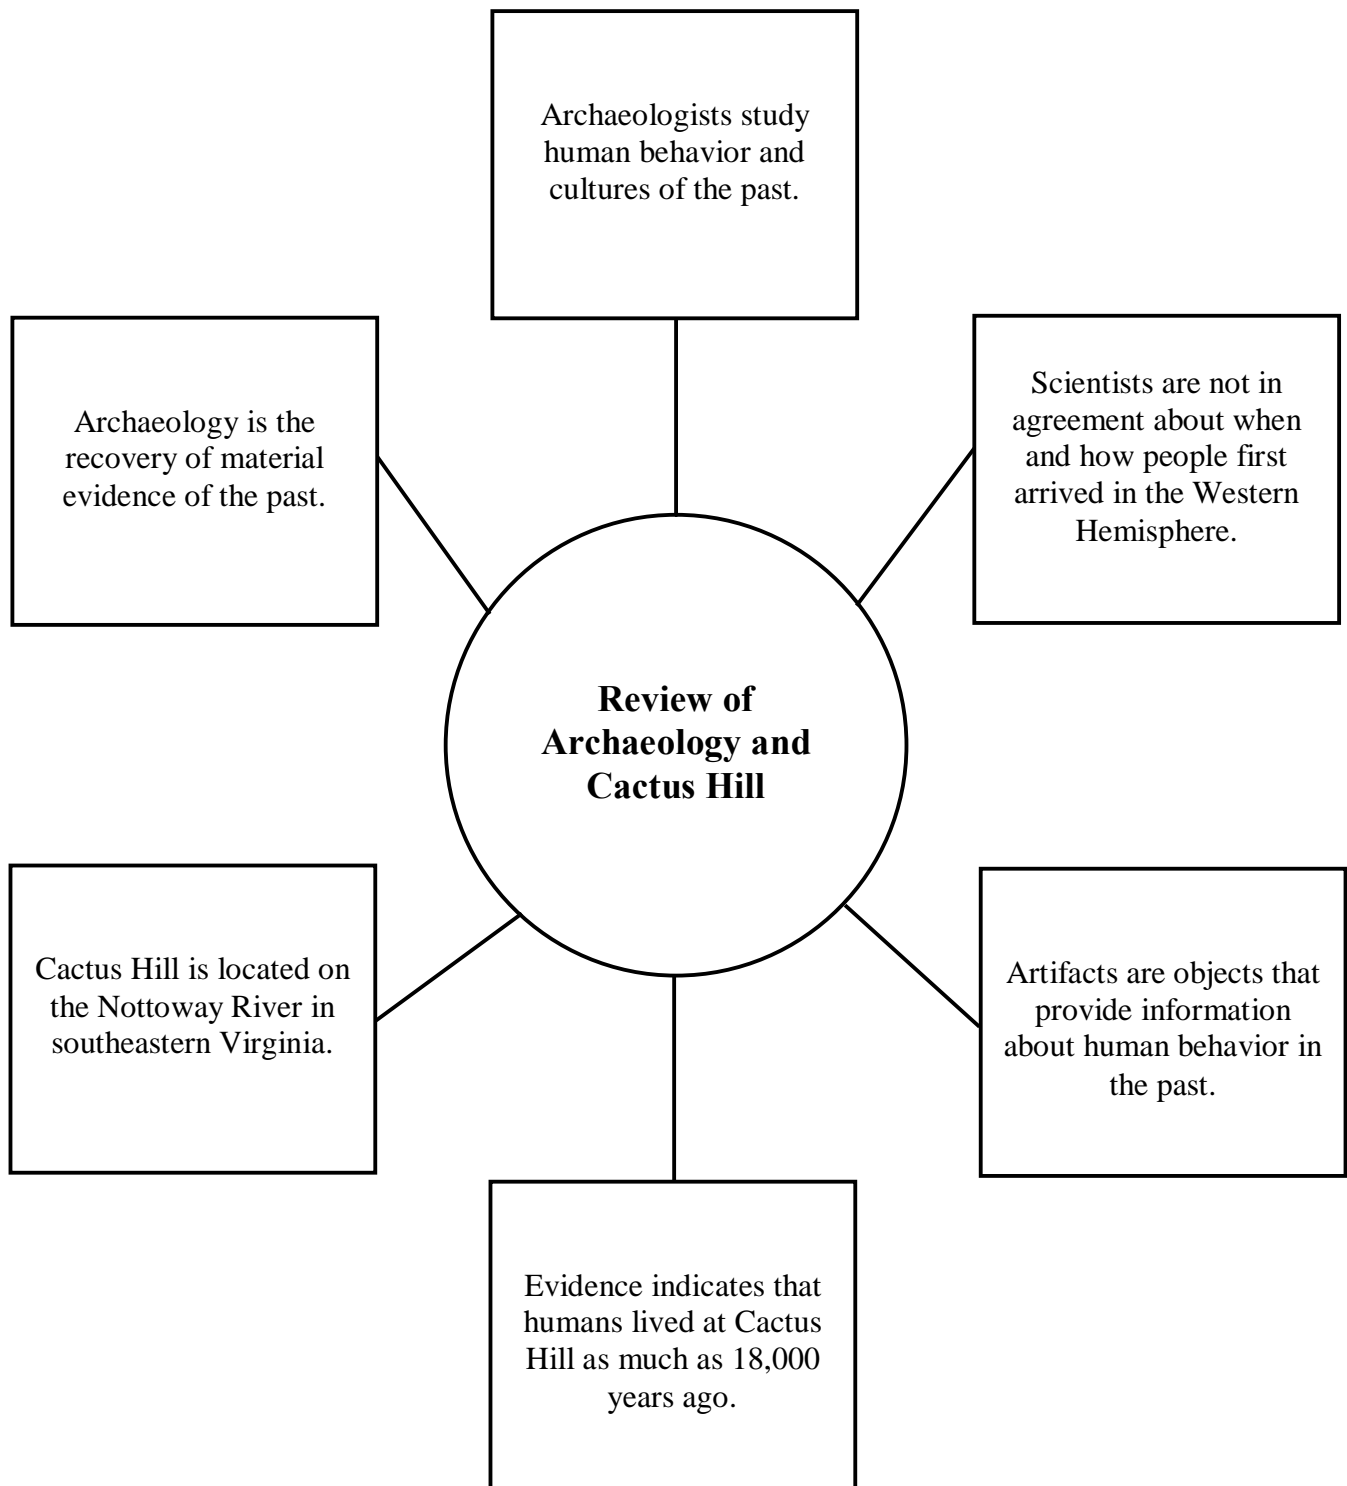 Archaeologists study
human behavior and
cultures of the past.
Archaeology is the
recovery of material
evidence of the past.
Scientists are not in
agreement about when
and how people first
arrived in the Western
Hemisphere.
Review of
Archaeology and
Cactus Hill
Cactus Hill is located on
the Nottoway River in
southeastern Virginia.
Artifacts are objects that
provide information
about human behavior in
the past.
Evidence indicates that
humans lived at Cactus
Hill as much as 18,000
years ago.